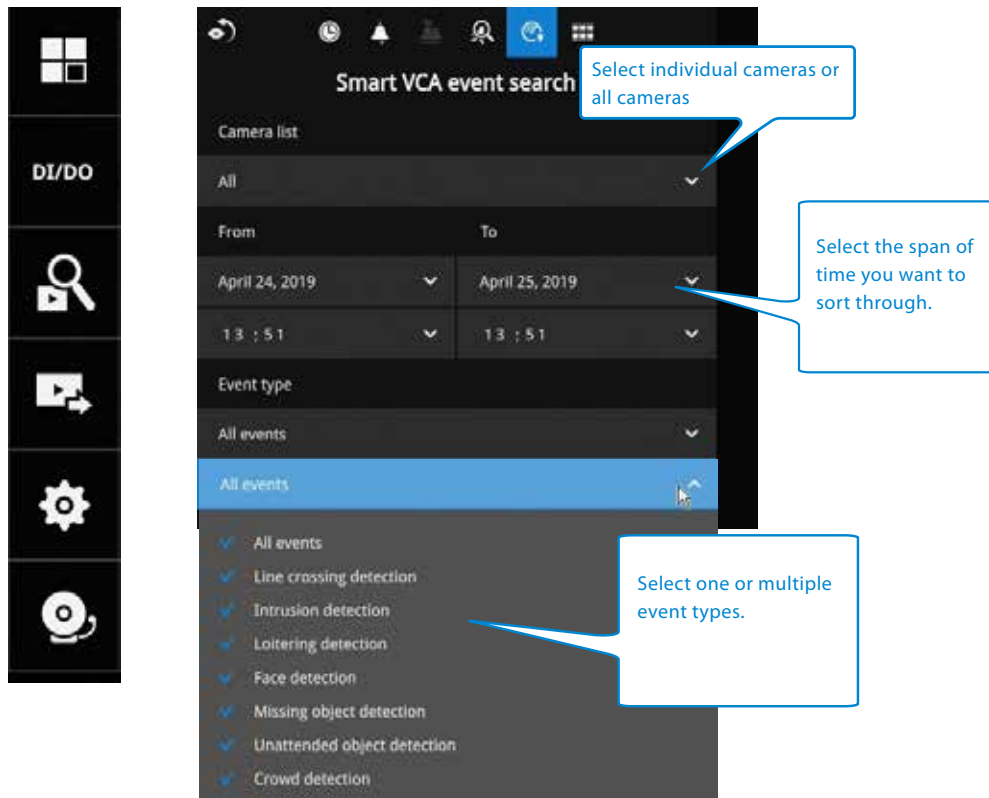 DI/DO
Smart VCA event search
Select individual cameras or
all cameras
Camera list
All
From To
Select the span of
time you want to
sort through.
April 24, 2019 April 25, 2019
13 : 51 13 : 51
Event type
All events
All events
All events
Line crossing detection
Intrusion detection
Loitering detection
Face detection
Missing object detection
Unattended object detection
Crowd detection
Select one or multiple
event types.